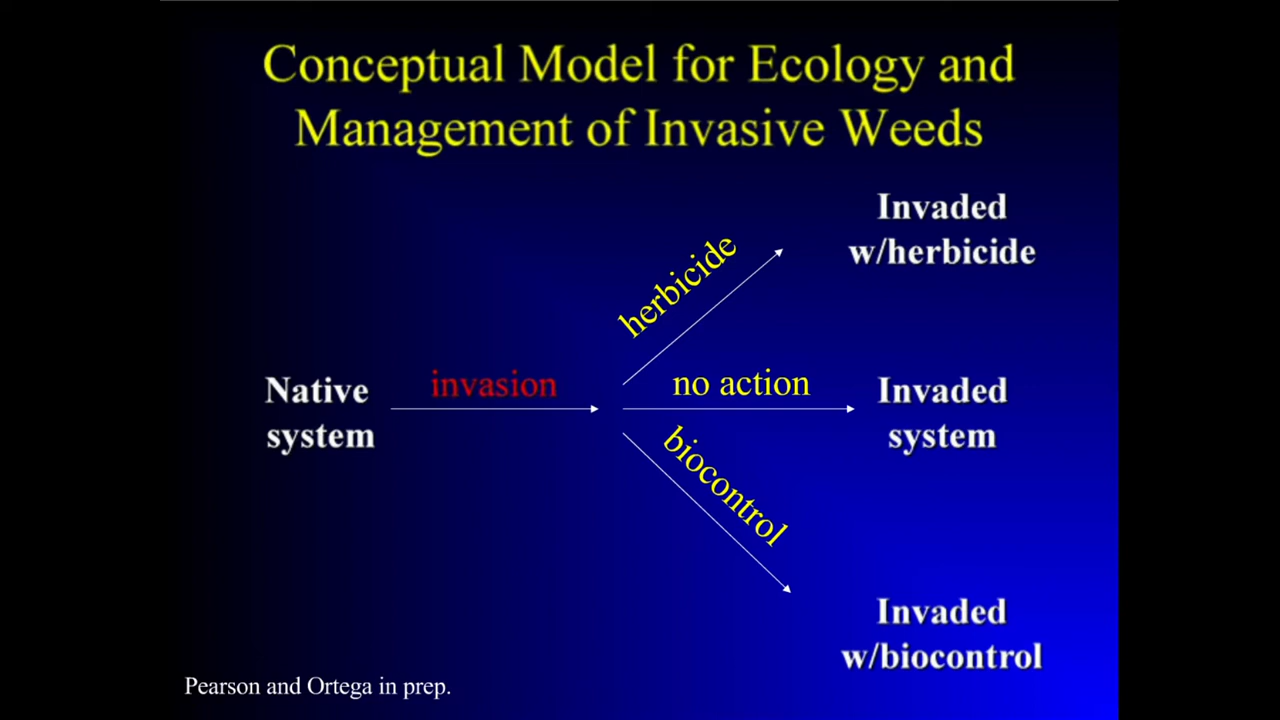 Conceptual Model for Ecology and
Management of Invasive Weeds
Invaded
w/herbicide
herbicide
Native
system
invasion
no action
Invaded
system
biocontrol
Invaded
w/biocontrol
Pearson and Ortega in prep.